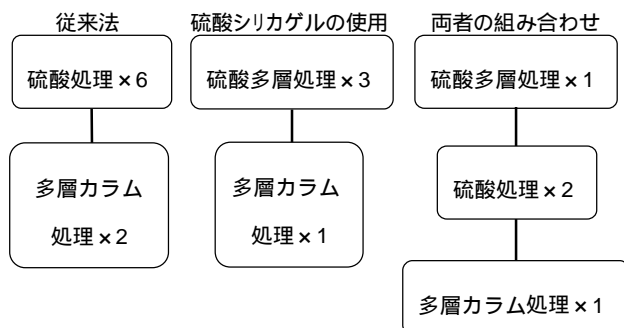 従来法
硫酸処理×6
多層カラム
処理×2
硫酸シリカゲルの使用
硫酸多層処理×3
多層カラム
処理×1
両者の組み合わせ
硫酸多層処理×1
硫酸処理×2
多層カラム処理×1